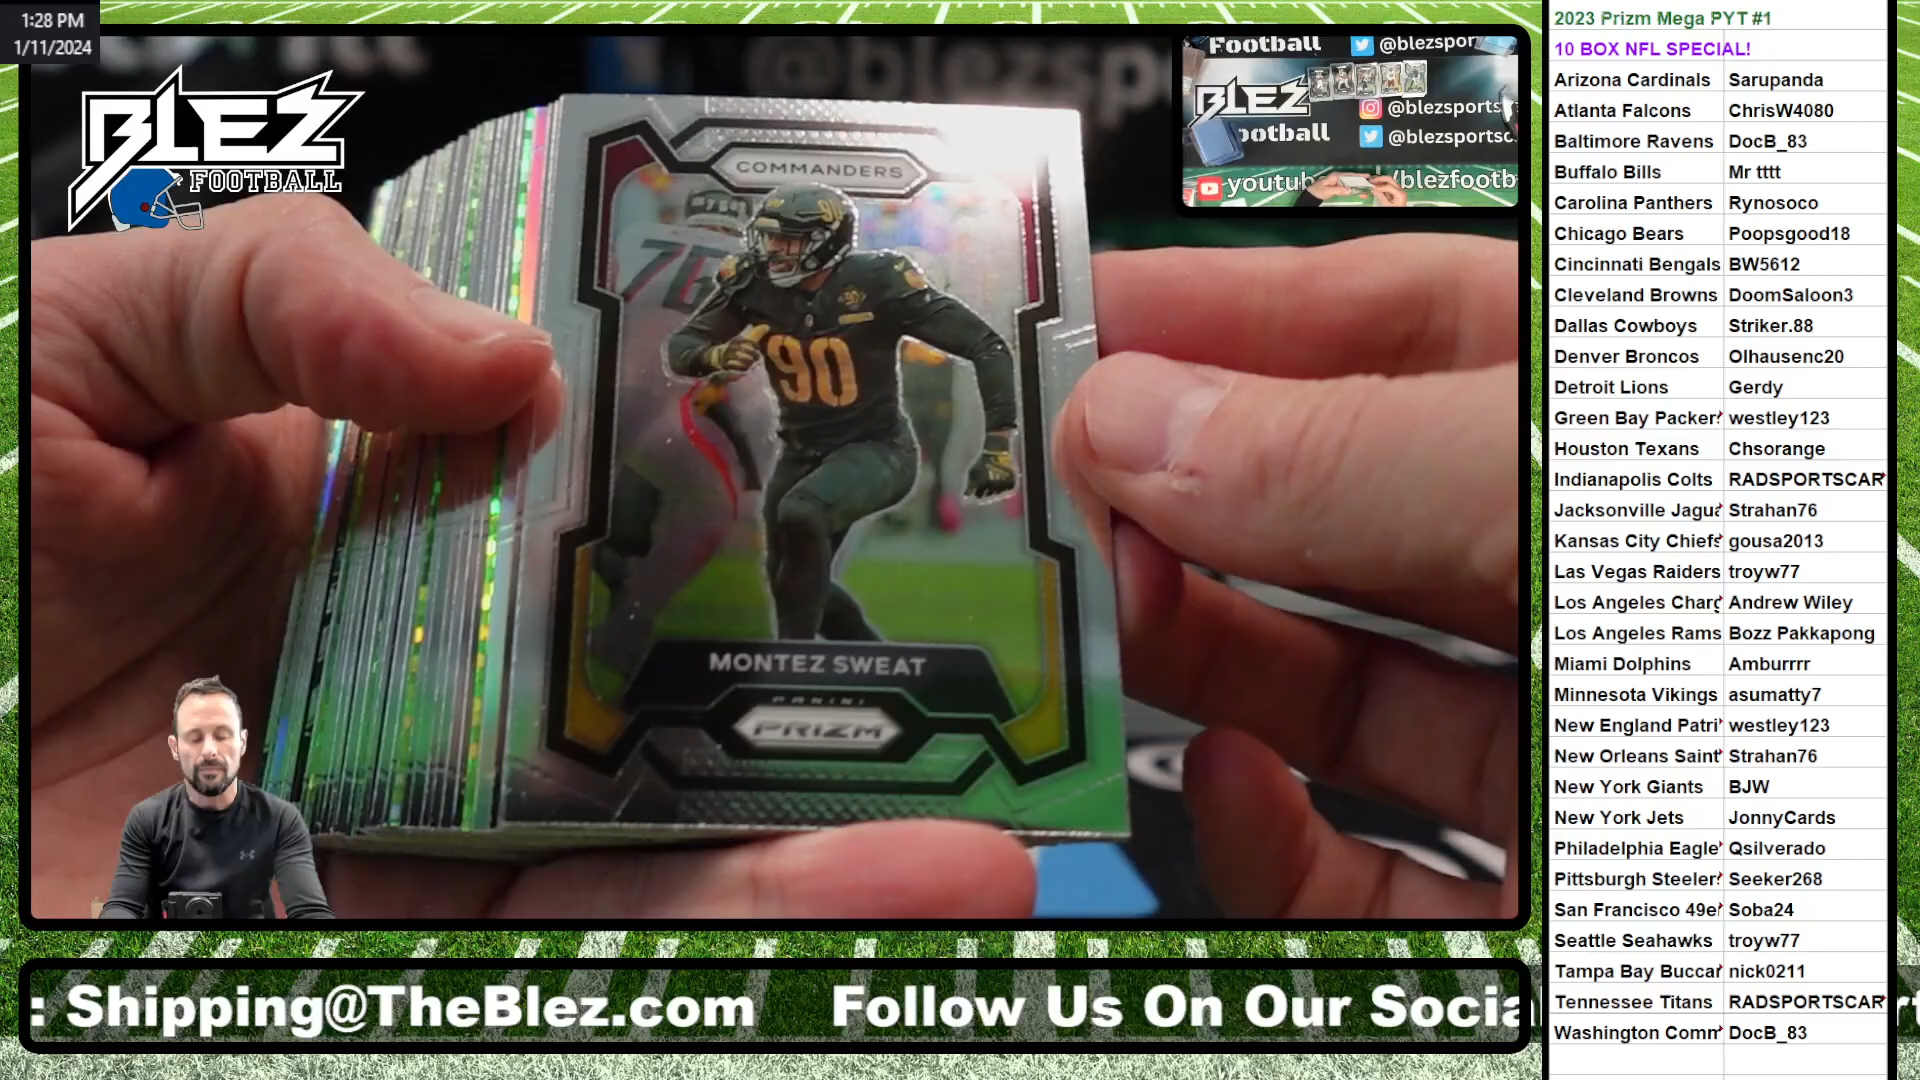 1:28 PM
1/11/2024
BLEZ
FOOTBALL
COMMANDERS
90
90
76
MONTEZ SWEAT
PANINI
PRIZM
@blezsp
Football
@blezspor
BLEZ
@blezsports
ootball
@blezsportsc
youtub
/blezfootb
: Shipping@TheBlez.com Follow Us On Our Socia
2023 Prizm Mega PYT #1
10 BOX NFL SPECIAL!
Arizona Cardinals Sarupanda
Atlanta Falcons ChrisW4080
Baltimore Ravens DocB_83
Buffalo Bills Mr tttt
Carolina Panthers Rynosoco
Chicago Bears Poopsgood18
Cincinnati Bengals BW5612
Cleveland Browns DoomSaloon3
Dallas Cowboys Striker.88
Denver Broncos Olhausenc20
Detroit Lions Gerdy
Green Bay Packer westley123
Houston Texans Chsorange
Indianapolis Colts RADSPORTSCAR
Jacksonville Jagua Strahan76
Kansas City Chiefs gousa2013
Las Vegas Raiders troyw77
Los Angeles Charg Andrew Wiley
Los Angeles Rams Bozz Pakkapong
Miami Dolphins Amburrrr
Minnesota Vikings asumatty7
New England Patri westley123
New Orleans Saint Strahan76
New York Giants BJW
New York Jets JonnyCards
Philadelphia Eagle Qsilverado
Pittsburgh Steeler Seeker268
San Francisco 49e Soba24
Seattle Seahawks troyw77
Tampa Bay Buccar nick0211
Tennessee Titans RADSPORTSCAR
Washington Comm DocB_83